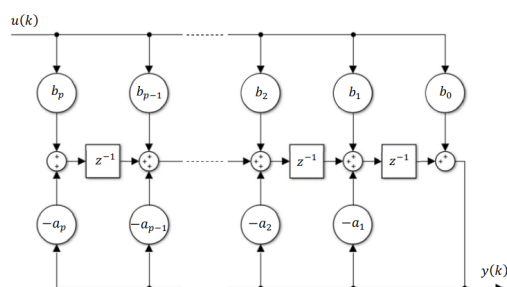 u(k)
b_p b_{p-1} b_2 b_1 b_0
+ + z^{-1} + + + + + + z^{-1} + + + z^{-1} + +
-a_p -a_{p-1} -a_2 -a_1
y(k)